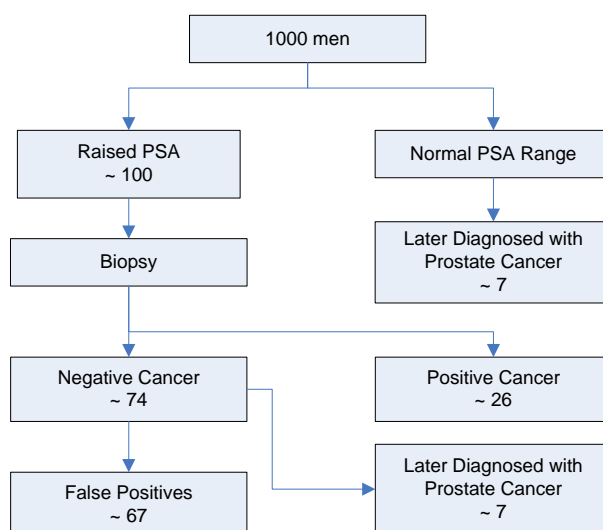 1000 men
Raised PSA
~ 100
Normal PSA Range
Biopsy
Later Diagnosed with
Prostate Cancer
~ 7
Negative Cancer
~ 74
Positive Cancer
~ 26
False Positives
~ 67
Later Diagnosed with
Prostate Cancer
~ 7